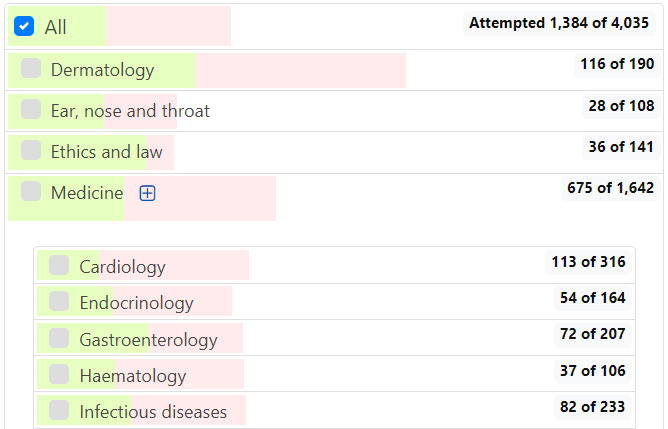 All Attempted 1,384 of 4,035
Dermatology 116 of 190
Ear, nose and throat 28 of 108
Ethics and law 36 of 141
Medicine 675 of 1,642
Cardiology 113 of 316
Endocrinology 54 of 164
Gastroenterology 72 of 207
Haematology 37 of 106
Infectious diseases 82 of 233